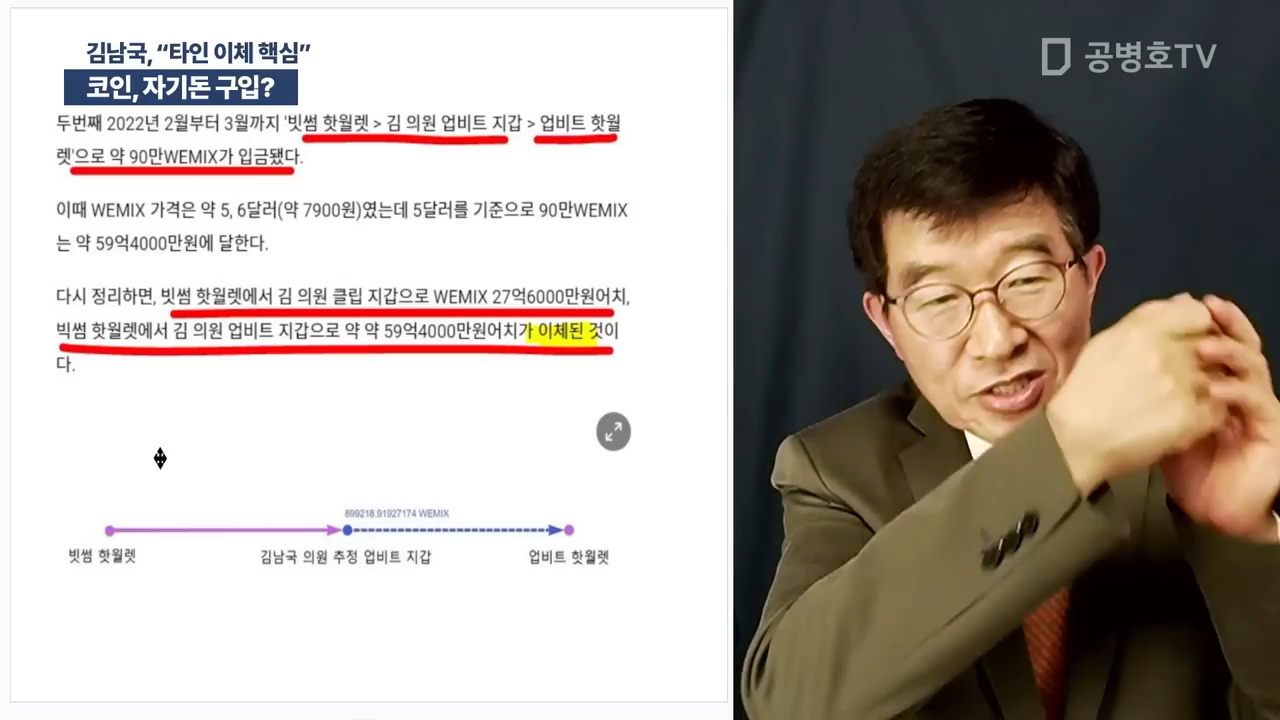 김남국, “타인 이체 핵심”
코인, 자기돈 구입?
공병호TV
두번째 2022년 2월부터 3월까지 '빗썸 핫월렛 > 김 의원 업비트 지갑 > 업비트 핫월
렛'으로 약 90만WEMIX가 입금됐다.
이때 WEMIX 가격은 약 5, 6달러(약 7900원)였는데 5달러를 기준으로 90만WEMIX
는 약 59억4000만원에 달한다.
다시 정리하면, 빗썸 핫월렛에서 김 의원 클립 지갑으로 WEMIX 27억6000만원어치,
빅썸 핫월렛에서 김 의원 업비트 지갑으로 약 약 59억4000만원어치가 이체된 것이
다.
899218.91927174 WEMIX
빗썸 핫월렛
김남국 의원 추정 업비트 지갑
업비트 핫월렛